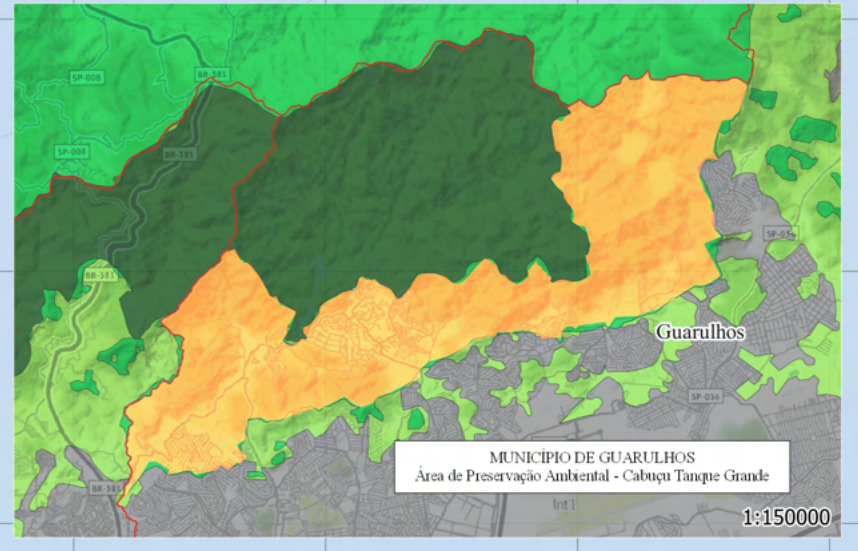 SP-008
BR-381
SP-008
BR-381
SP-036
BR-381
Guarulhos
SP-036
MUNICÍPIO DE GUARULHOS
Área de Preservação Ambiental - Cabuçu Tanque Grande
BR-381
Int l
1:150000